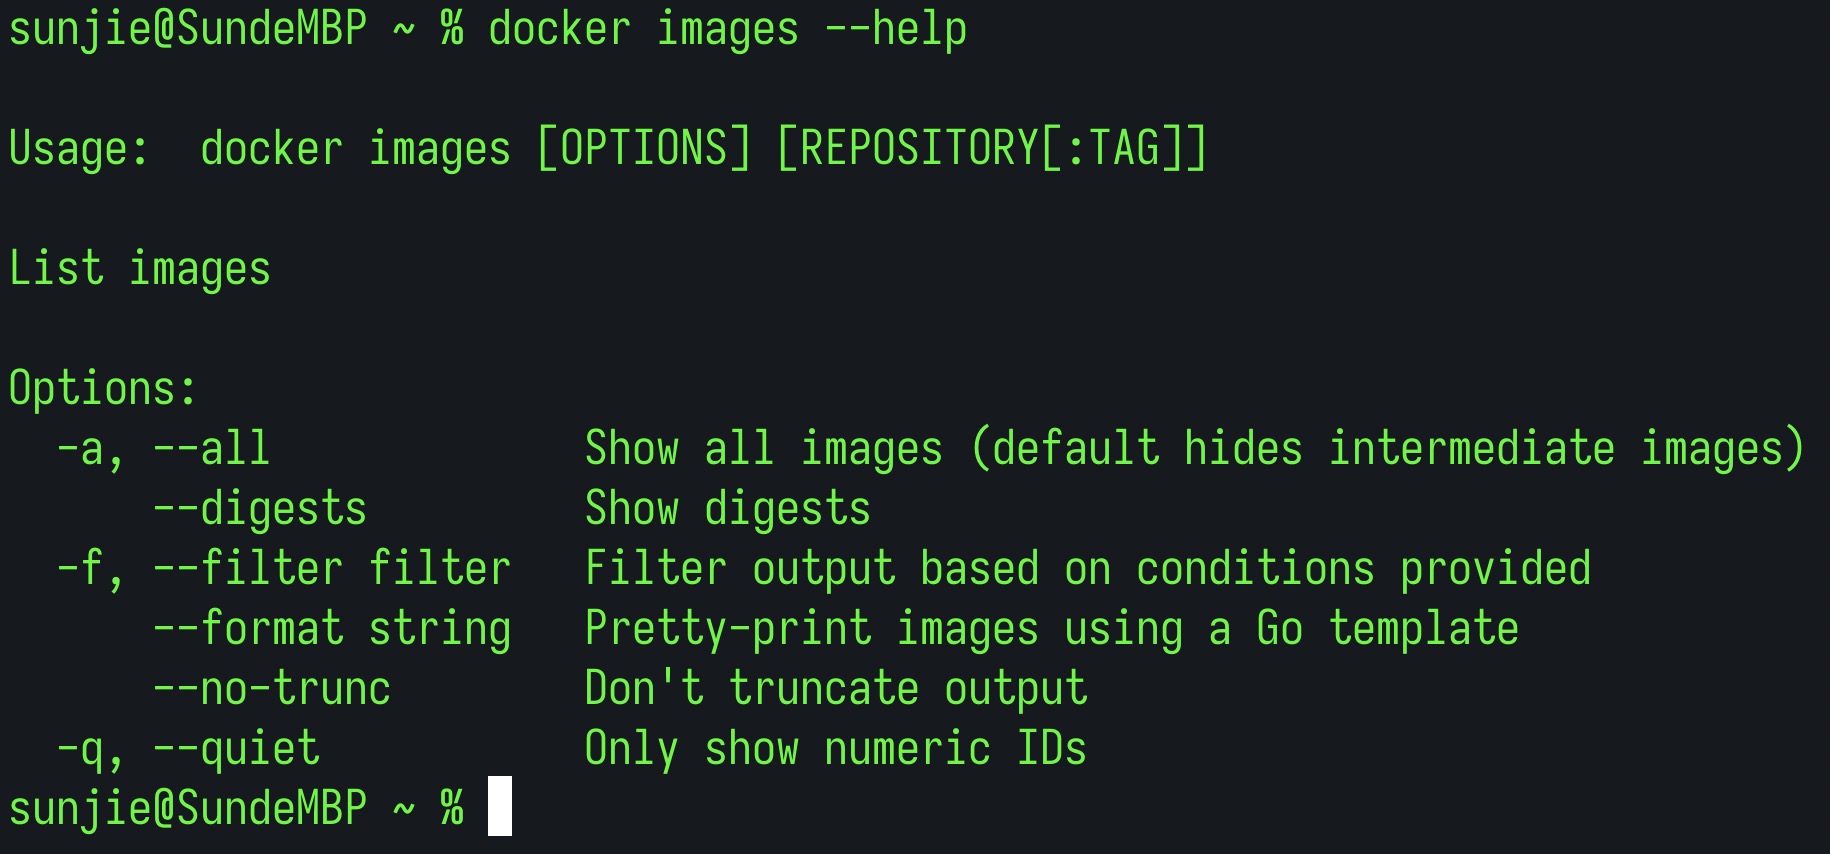 sunjie@SundeMBP ~ % docker images --help
Usage:  docker images [OPTIONS] [REPOSITORY[:TAG]]
List images
Options:
  -a, --all             Show all images (default hides intermediate images)
      --digests         Show digests
  -f, --filter filter   Filter output based on conditions provided
      --format string   Pretty-print images using a Go template
      --no-trunc        Don't truncate output
  -q, --quiet           Only show numeric IDs
sunjie@SundeMBP ~ %